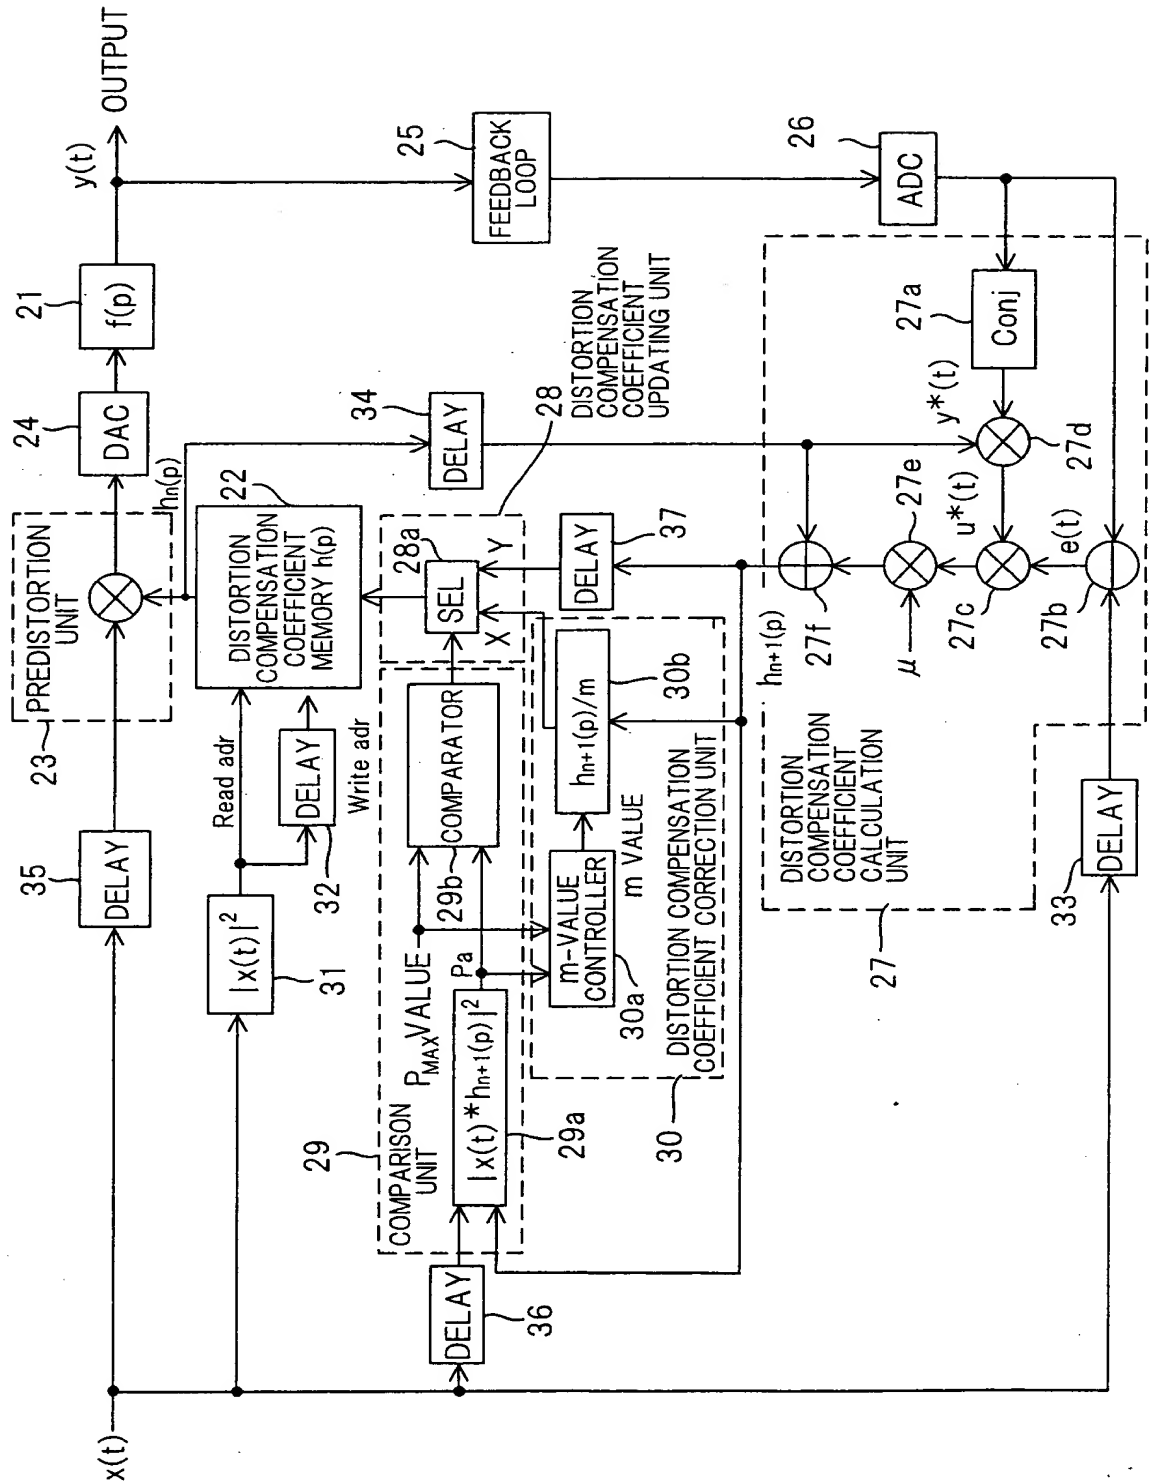 x(t)
35
DELAY
23
PREDISTORTION
UNIT
24
DAC
21
f(p)
y(t)
OUTPUT
|x(t)|²
31
Read adr
DELAY
32
Write adr
22
DISTORTION
COMPENSATION
COEFFICIENT
MEMORY h(p)
hn(p)
34
DELAY
25
FEEDBACK
LOOP
26
ADC
DELAY
36
29
COMPARISON
UNIT
PMAX VALUE
Pa
|x(t)*hn+1(p)|²
29a
COMPARATOR
29b
28a
SEL
X
Y
28
DISTORTION
COMPENSATION
COEFFICIENT
UPDATING UNIT
37
DELAY
m-VALUE
CONTROLLER
30a
m VALUE
hn+1(p)/m
30b
30
DISTORTION COMPENSATION
COEFFICIENT CORRECTION UNIT
hn+1(p)
27f
27e
μ
u*(t)
27c
e(t)
27b
y*(t)
27d
27a
Conj
DISTORTION
COMPENSATION
COEFFICIENT
CALCULATION
UNIT
27
33
DELAY